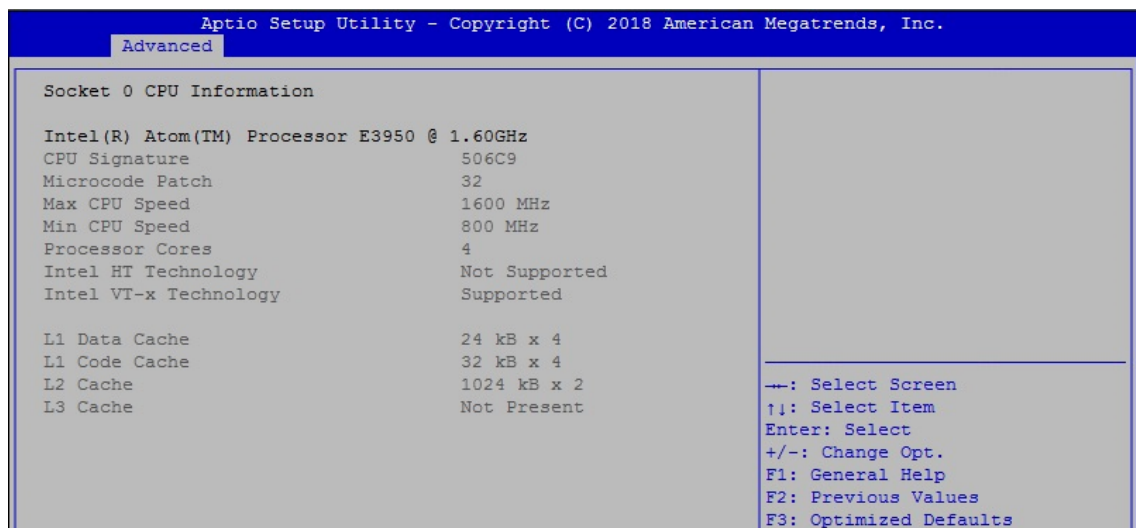 Aptio Setup Utility - Copyright (C) 2018 American Megatrends, Inc.
Advanced
Socket 0 CPU Information
Intel(R) Atom(TM) Processor E3950 @ 1.60GHz
CPU Signature 506C9
Microcode Patch 32
Max CPU Speed 1600 MHz
Min CPU Speed 800 MHz
Processor Cores 4
Intel HT Technology Not Supported
Intel VT-x Technology Supported
L1 Data Cache 24 kB x 4
L1 Code Cache 32 kB x 4
L2 Cache 1024 kB x 2
L3 Cache Not Present
→←: Select Screen
↑↓: Select Item
Enter: Select
+/-: Change Opt.
F1: General Help
F2: Previous Values
F3: Optimized Defaults